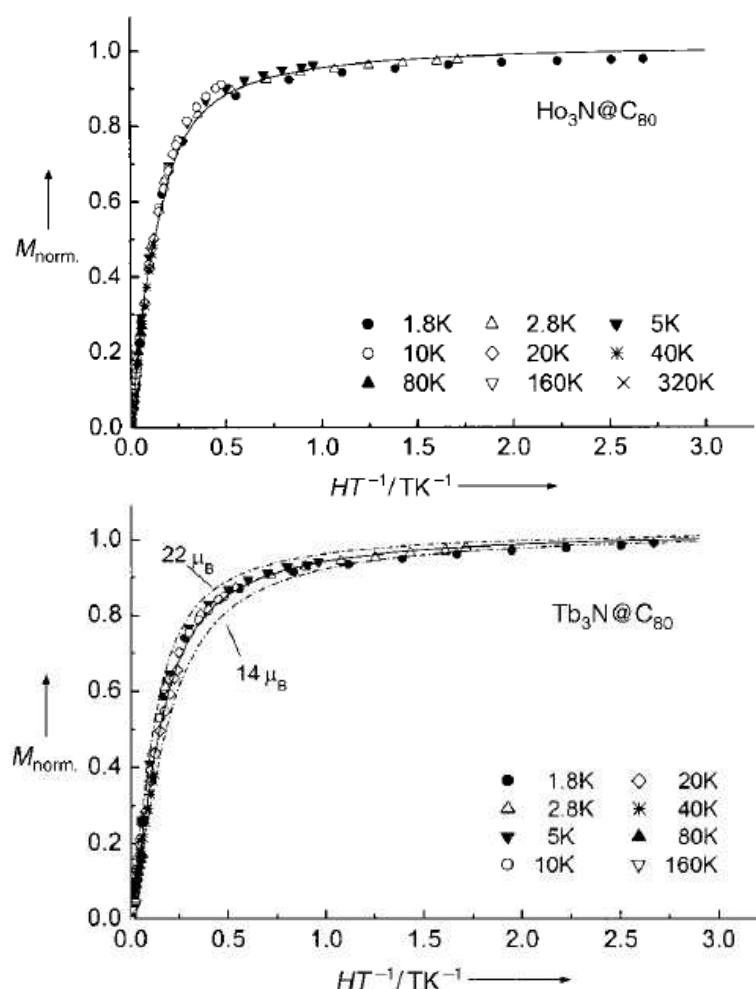 1.0
0.8
0.6
0.4
0.2
0.0
M norm.
Ho₃N@C₈₀
● 1.8K △ 2.8K ▼ 5K
○ 10K ◇ 20K ✳ 40K
▲ 80K ▽ 160K × 320K
0.0 0.5 1.0 1.5 2.0 2.5 3.0
HT⁻¹/TK⁻¹
1.0
0.8
0.6
0.4
0.2
0.0
M norm.
22 μB
14 μB
Tb₃N@C₈₀
● 1.8K ◇ 20K
△ 2.8K ✳ 40K
▼ 5K ▲ 80K
○ 10K ▽ 160K
0.0 0.5 1.0 1.5 2.0 2.5 3.0
HT⁻¹/TK⁻¹